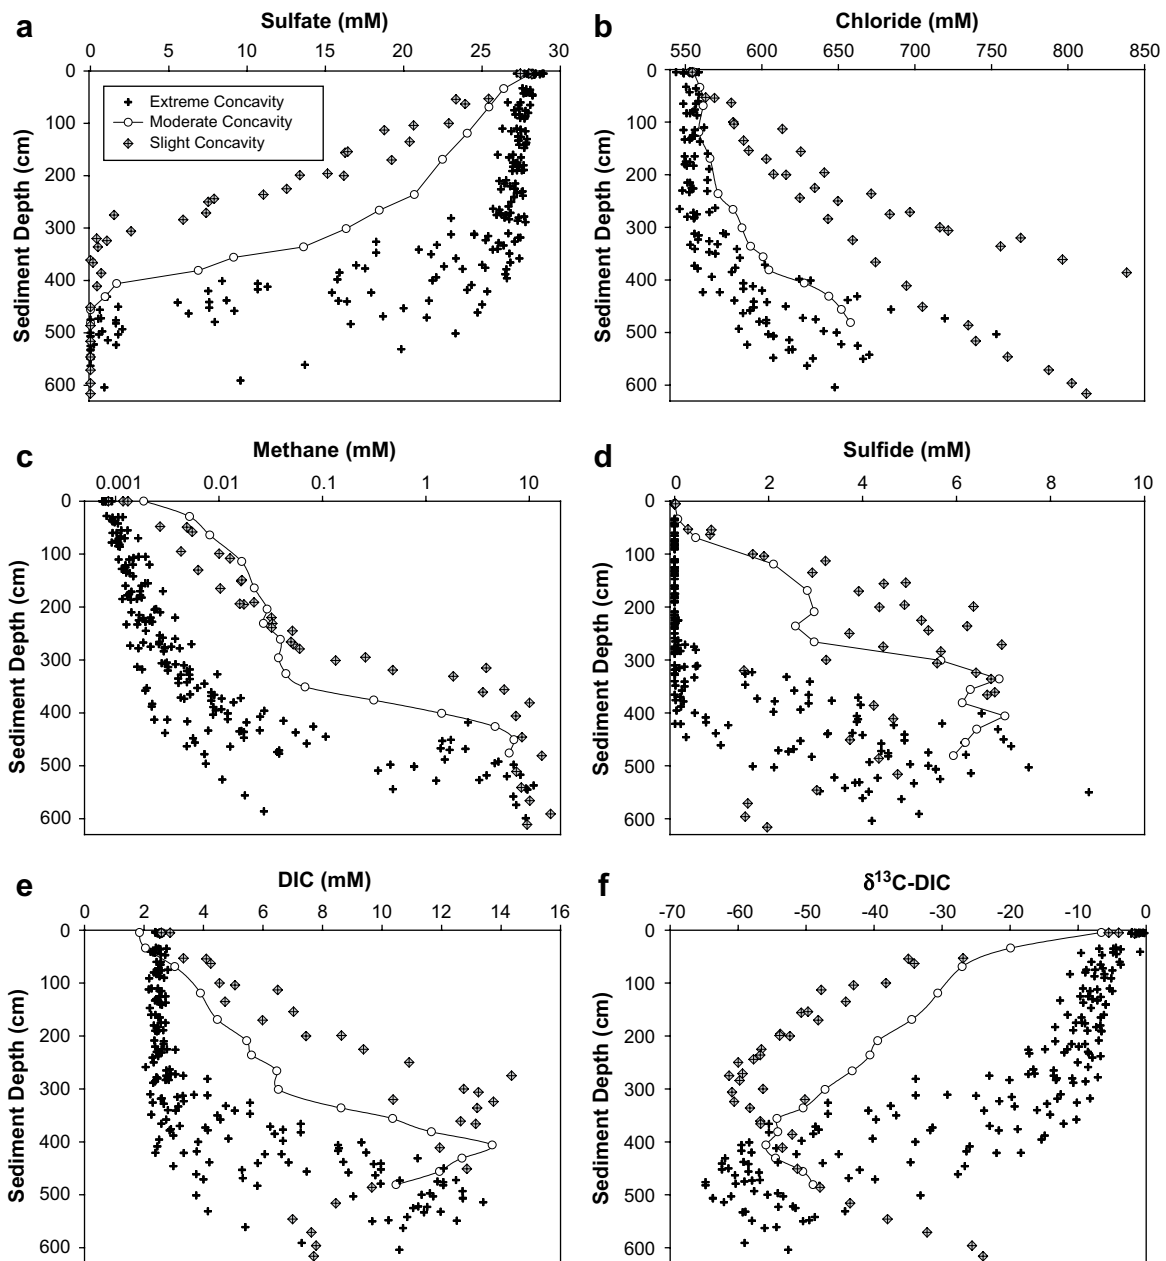 a
Sulfate (mM)
0 5 10 15 20 25 30
Sediment Depth (cm)
0
100
200
300
400
500
600
Extreme Concavity
Moderate Concavity
Slight Concavity
b
Chloride (mM)
550 600 650 700 750 800 850
Sediment Depth (cm)
0
100
200
300
400
500
600
c
Methane (mM)
0.001 0.01 0.1 1 10
Sediment Depth (cm)
0
100
200
300
400
500
600
d
Sulfide (mM)
0 2 4 6 8 10
Sediment Depth (cm)
0
100
200
300
400
500
600
e
DIC (mM)
0 2 4 6 8 10 12 14 16
Sediment Depth (cm)
0
100
200
300
400
500
600
f
δ¹³C-DIC
-70 -60 -50 -40 -30 -20 -10 0
Sediment Depth (cm)
0
100
200
300
400
500
600